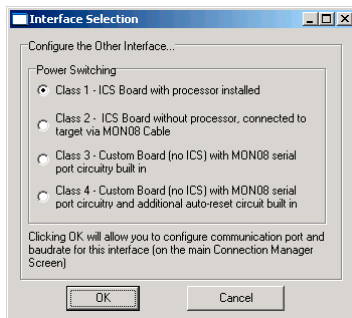 Interface Selection
Configure the Other Interface...
Power Switching
Class 1 - ICS Board with processor installed
Class 2 - ICS Board without processor, connected to
target via MON08 Cable
Class 3 - Custom Board (no ICS) with MON08 serial
port circuitry built in
Class 4 - Custom Board (no ICS) with MON08 serial
port circuitry and additional auto-reset circuit built in
Clicking OK will allow you to configure communication port and
baudrate for this interface (on the main Connection Manager
Screen)
OK
Cancel